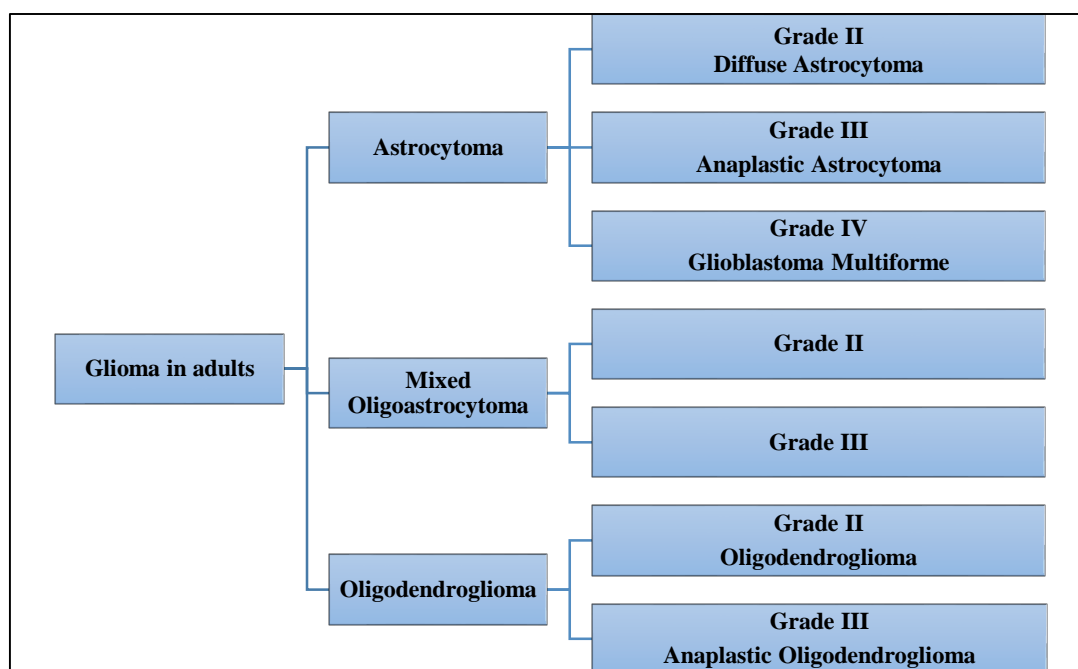 Glioma in adults
Astrocytoma
Grade II
Diffuse Astrocytoma
Grade III
Anaplastic Astrocytoma
Grade IV
Glioblastoma Multiforme
Mixed
Oligoastrocytoma
Grade II
Grade III
Oligodendroglioma
Grade II
Oligodendroglioma
Grade III
Anaplastic Oligodendroglioma